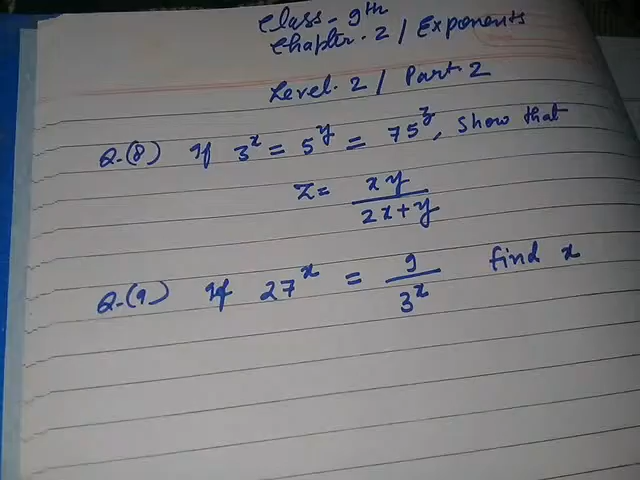 Class - 9th
Chapter. 2 / Exponents
Level. 2 / Part. 2
Q.(8) If 3^x = 5^y = 75^z, Show that
z = xy / 2x+y
Q.(9) If 27^x = 9 / 3^x find x